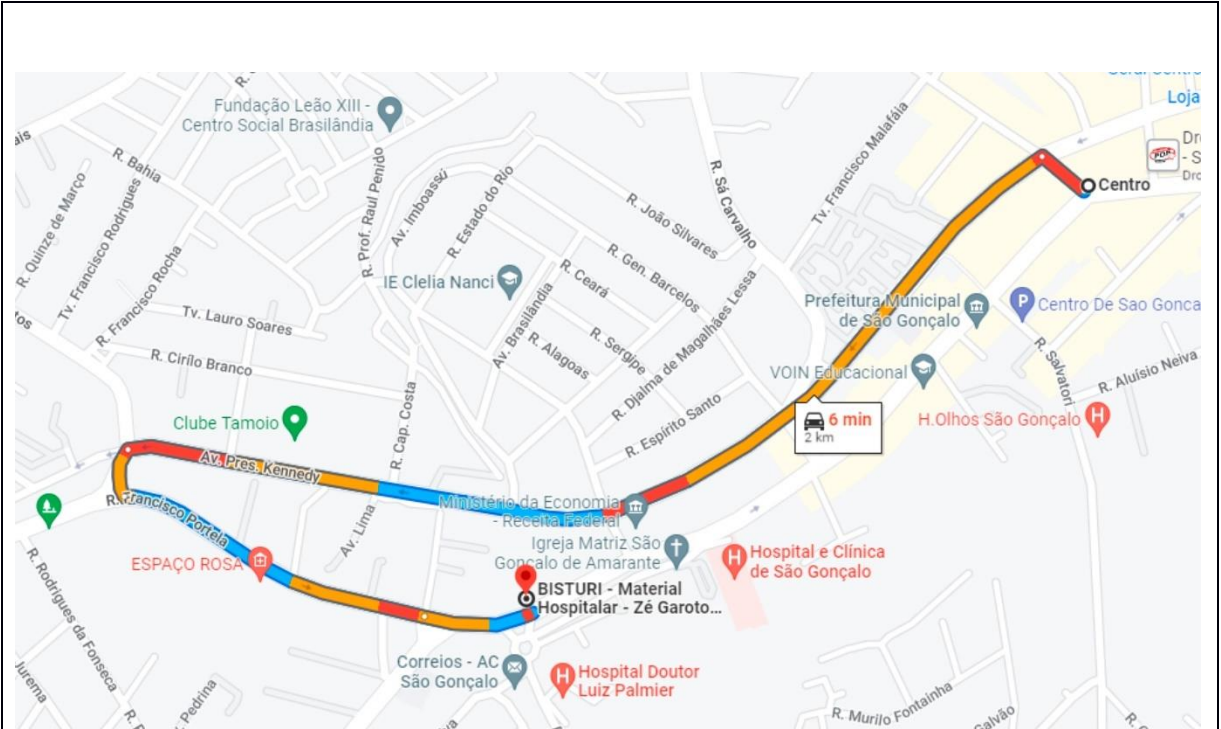 Loja
Fundação Leão XIII -
Centro Social Brasilândia
R. Bahia
R. Quinze de Março
Tv. Francisco Rodrigues
R. Francisco Rocha
R. Prof. Raul Penido
Av. Imboassú
R. Estado do Rio
R. João Silvares
R. Sá Carvalho
Tv. Francisco Malafáia
Centro
IE Clelia Nanci
R. Gen. Barcelos
R. Ceará
Av. Brasilândia
R. Sergipe
R. Alagoas
R. Djalma de Magalhães Lessa
Prefeitura Municipal
de São Gonçalo
Centro De Sao Gonca
Tv. Lauro Soares
R. Cirílo Branco
VOIN Educacional
R. Salvatori
R. Aluísio Neiva
R. Cap. Costa
R. Espírito Santo
6 min
2 km
H.Olhos São Gonçalo
Clube Tamoio
Av. Pres. Kennedy
R. Francisco Portela
Ministério da Economia
- Receita Federal
Av. Lima
Igreja Matriz São
Gonçalo de Amarante
Hospital e Clínica
de São Gonçalo
ESPAÇO ROSA
BISTURI - Material
Hospitalar - Zé Garoto...
R. Rodrigues da Fonseca
Correios - AC
São Gonçalo
Hospital Doutor
Luiz Palmier
R. Murilo Fontainha